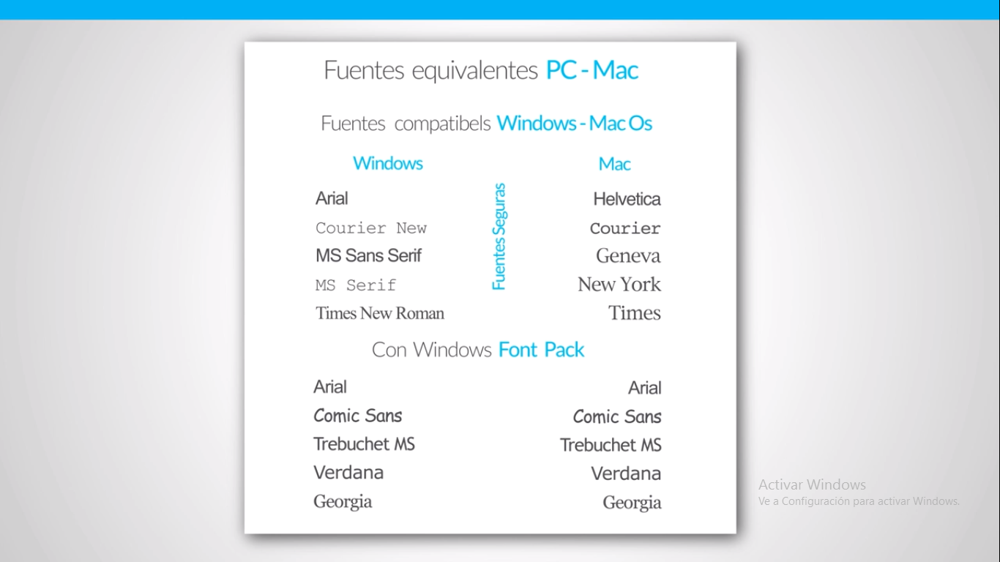 Fuentes equivalentes PC - Mac
Fuentes compatibels Windows - Mac Os
Windows Mac
Fuentes Seguras
Arial Helvetica
Courier New Courier
MS Sans Serif Geneva
MS Serif New York
Times New Roman Times
Con Windows Font Pack
Arial Arial
Comic Sans Comic Sans
Trebuchet MS Trebuchet MS
Verdana Verdana
Georgia Georgia
Activar Windows
Ve a Configuración para activar Windows.